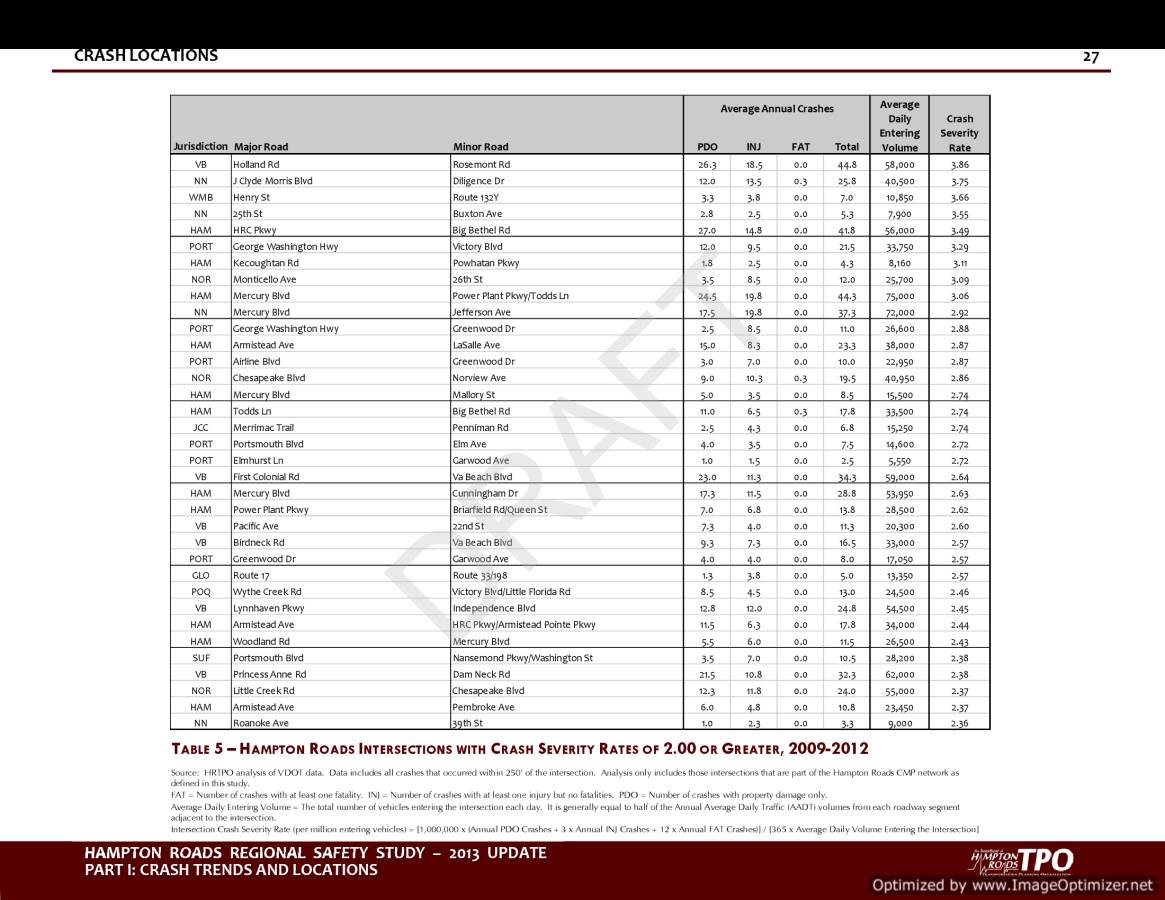 CRASH LOCATIONS 27
Average Annual Crashes Average Daily Entering Volume Crash Severity Rate
Jurisdiction Major Road Minor Road PDO INJ FAT Total
VB Holland Rd Rosemont Rd 26.3 18.5 0.0 44.8 58,000 3.86
NN J Clyde Morris Blvd Diligence Dr 12.0 13.5 0.3 25.8 40,500 3.75
WMB Henry St Route 132Y 3.3 3.8 0.0 7.0 10,850 3.66
NN 25th St Buxton Ave 2.8 2.5 0.0 5.3 7,900 3.55
HAM HRC Pkwy Big Bethel Rd 27.0 14.8 0.0 41.8 56,000 3.49
PORT George Washington Hwy Victory Blvd 12.0 9.5 0.0 21.5 33,750 3.29
HAM Kecoughtan Rd Powhatan Pkwy 1.8 2.5 0.0 4.3 8,160 3.11
NOR Monticello Ave 26th St 3.5 8.5 0.0 12.0 25,700 3.09
HAM Mercury Blvd Power Plant Pkwy/Todds Ln 24.5 19.8 0.0 44.3 75,000 3.06
NN Mercury Blvd Jefferson Ave 17.5 19.8 0.0 37.3 72,000 2.92
PORT George Washington Hwy Greenwood Dr 2.5 8.5 0.0 11.0 26,600 2.88
HAM Armistead Ave LaSalle Ave 15.0 8.3 0.0 23.3 38,000 2.87
PORT Airline Blvd Greenwood Dr 3.0 7.0 0.0 10.0 22,950 2.87
NOR Chesapeake Blvd Norview Ave 9.0 10.3 0.3 19.5 40,950 2.86
HAM Mercury Blvd Mallory St 5.0 3.5 0.0 8.5 15,500 2.74
HAM Todds Ln Big Bethel Rd 11.0 6.5 0.3 17.8 33,500 2.74
JCC Merrimac Trail Penniman Rd 2.5 4.3 0.0 6.8 15,250 2.74
PORT Portsmouth Blvd Elm Ave 4.0 3.5 0.0 7.5 14,600 2.72
PORT Elmhurst Ln Garwood Ave 1.0 1.5 0.0 2.5 5,550 2.72
VB First Colonial Rd Va Beach Blvd 23.0 11.3 0.0 34.3 59,000 2.64
HAM Mercury Blvd Cunningham Dr 17.3 11.5 0.0 28.8 53,950 2.63
HAM Power Plant Pkwy Briarfield Rd/Queen St 7.0 6.8 0.0 13.8 28,500 2.62
VB Pacific Ave 22nd St 7.3 4.0 0.0 11.3 20,300 2.60
VB Birdneck Rd Va Beach Blvd 9.3 7.3 0.0 16.5 33,000 2.57
PORT Greenwood Dr Garwood Ave 4.0 4.0 0.0 8.0 17,050 2.57
GLO Route 17 Route 33/198 1.3 3.8 0.0 5.0 13,350 2.57
POQ Wythe Creek Rd Victory Blvd/Little Florida Rd 8.5 4.5 0.0 13.0 24,500 2.46
VB Lynnhaven Pkwy Independence Blvd 12.8 12.0 0.0 24.8 54,500 2.45
HAM Armistead Ave HRC Pkwy/Armistead Pointe Pkwy 11.5 6.3 0.0 17.8 34,000 2.44
HAM Woodland Rd Mercury Blvd 5.5 6.0 0.0 11.5 26,500 2.43
SUF Portsmouth Blvd Nansemond Pkwy/Washington St 3.5 7.0 0.0 10.5 28,200 2.38
VB Princess Anne Rd Dam Neck Rd 21.5 10.8 0.0 32.3 62,000 2.38
NOR Little Creek Rd Chesapeake Blvd 12.3 11.8 0.0 24.0 55,000 2.37
HAM Armistead Ave Pembroke Ave 6.0 4.8 0.0 10.8 23,450 2.37
NN Roanoke Ave 39th St 1.0 2.3 0.0 3.3 9,000 2.36
DRAFT
TABLE 5 – HAMPTON ROADS INTERSECTIONS WITH CRASH SEVERITY RATES OF 2.00 OR GREATER, 2009-2012
Source: HRTPO analysis of VDOT data. Data includes all crashes that occurred within 250' of the intersection. Analysis only includes those intersections that are part of the Hampton Roads CMP network as
defined in this study.
FAT = Number of crashes with at least one fatality. INJ = Number of crashes with at least one injury but no fatalities. PDO = Number of crashes with property damage only.
Average Daily Entering Volume = The total number of vehicles entering the intersection each day. It is generally equal to half of the Annual Average Daily Traffic (AADT) volumes from each roadway segment
adjacent to the intersection.
Intersection Crash Severity Rate (per million entering vehicles) = [1,000,000 x (Annual PDO Crashes + 3 x Annual INJ Crashes + 12 x Annual FAT Crashes)] / [365 x Average Daily Volume Entering the Intersection]
HAMPTON ROADS REGIONAL SAFETY STUDY – 2013 UPDATE
PART I: CRASH TRENDS AND LOCATIONS
HAMPTON ROADS TPO
Optimized by www.ImageOptimizer.net